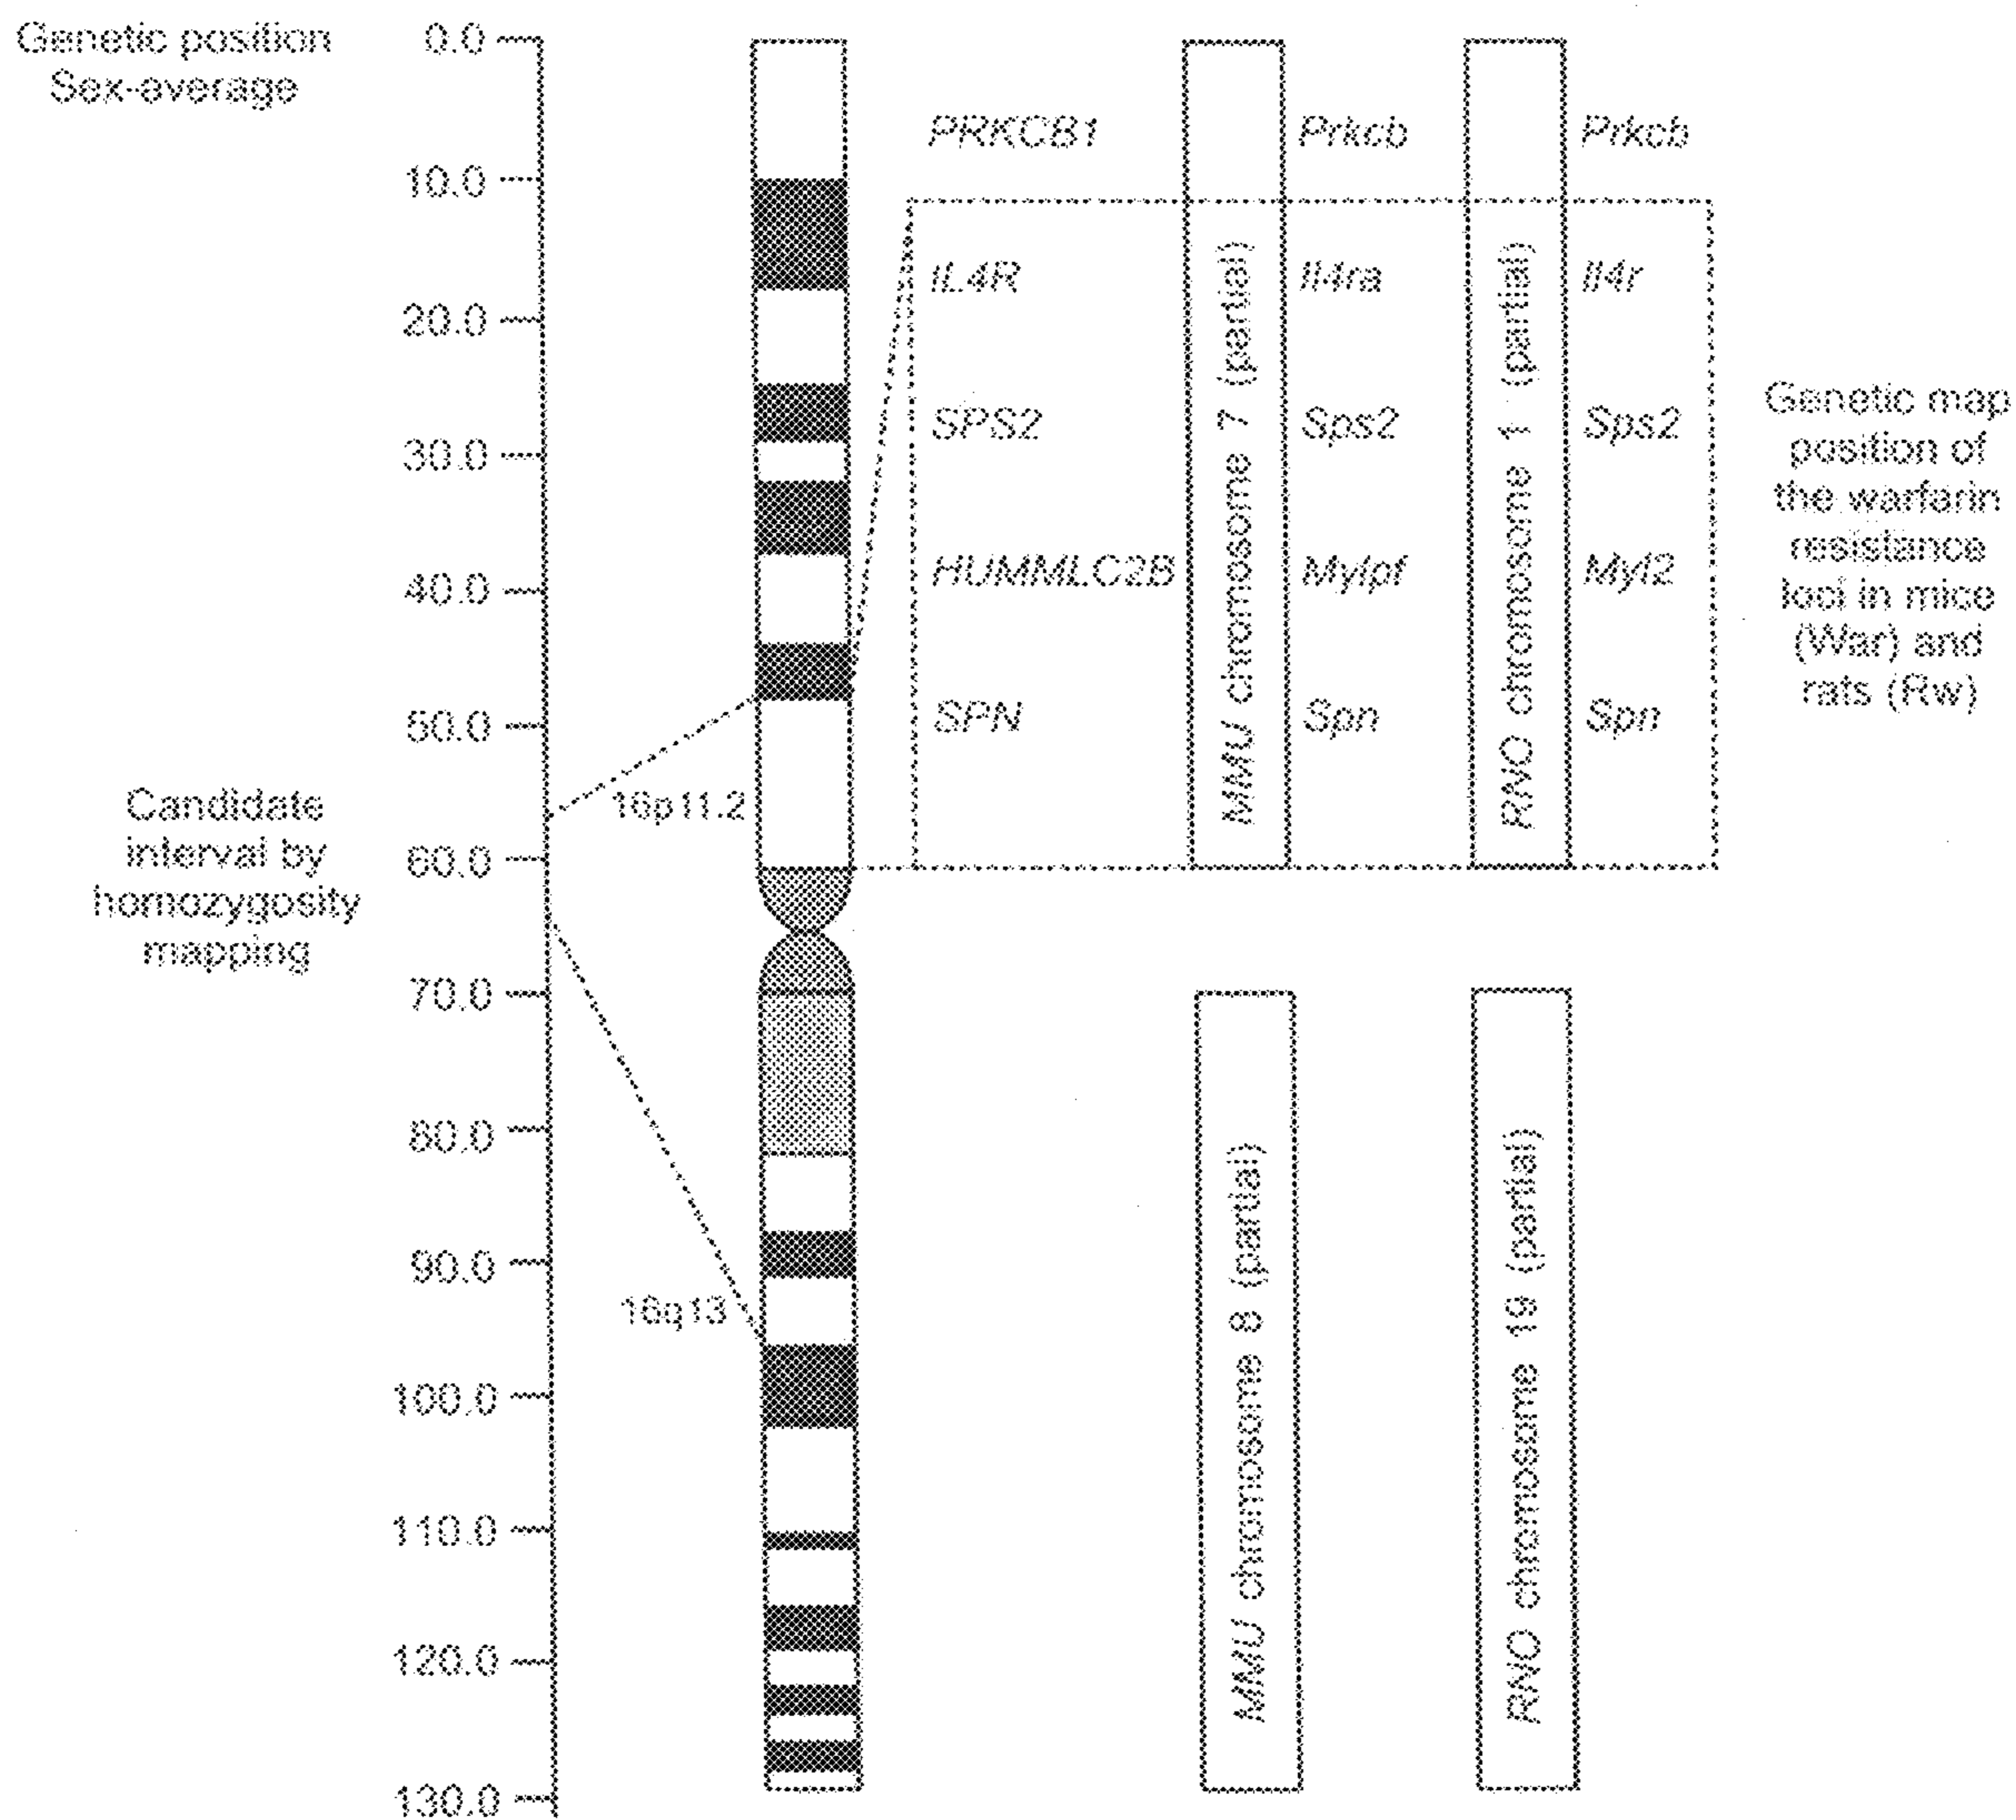 Genetic position
Sex-average
0.0
10.0
20.0
30.0
40.0
50.0
60.0
70.0
80.0
90.0
100.0
110.0
120.0
130.0
Candidate
interval by
homozygosity
mapping
16p11.2
16q13
PRKCB1
IL4R
SPS2
HUMMLC2B
SPN
MMU chromosome 7 (partial)
Prkcb
Il4ra
Sps2
Mylpf
Spn
RNO chromosome 1 (partial)
Prkcb
Il4r
Sps2
Myl2
Spn
Genetic map
position of
the warfarin
resistance
loci in mice
(War) and
rats (Rw)
MMU chromosome 8 (partial)
RNO chromosome 19 (partial)